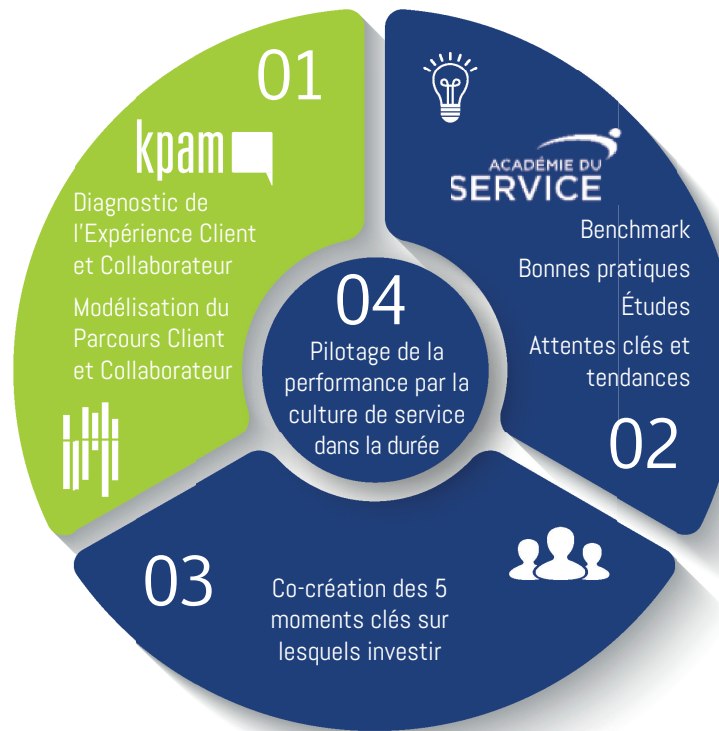 01
kpam
Diagnostic de
l'Expérience Client
et Collaborateur
Modélisation du
Parcours Client
et Collaborateur
ACADÉMIE DU
SERVICE
Benchmark
Bonnes pratiques
Études
Attentes clés et
tendances
02
03
Co-création des 5
moments clés sur
lesquels investir
04
Pilotage de la
performance par la
culture de service
dans la durée